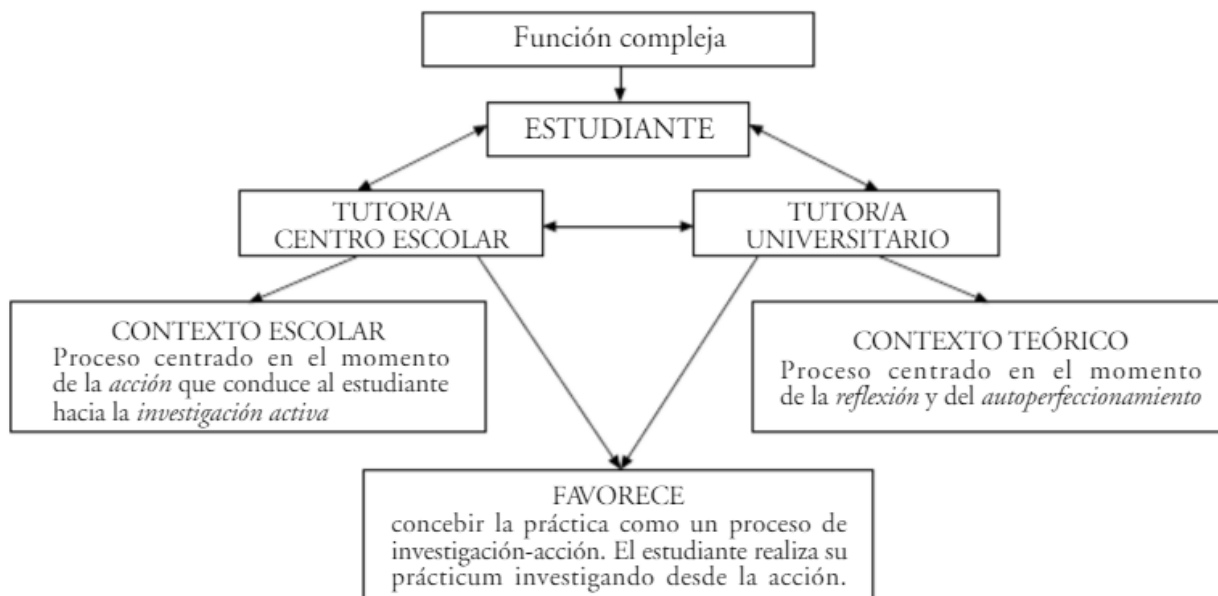 Función compleja
ESTUDIANTE
TUTOR/A
CENTRO ESCOLAR
TUTOR/A
UNIVERSITARIO
CONTEXTO ESCOLAR
Proceso centrado en el momento
de la acción que conduce al estudiante
hacia la investigación activa
CONTEXTO TEÓRICO
Proceso centrado en el momento
de la reflexión y del autoperfeccionamiento
FAVORECE
concebir la práctica como un proceso de
investigación-acción. El estudiante realiza su
prácticum investigando desde la acción.